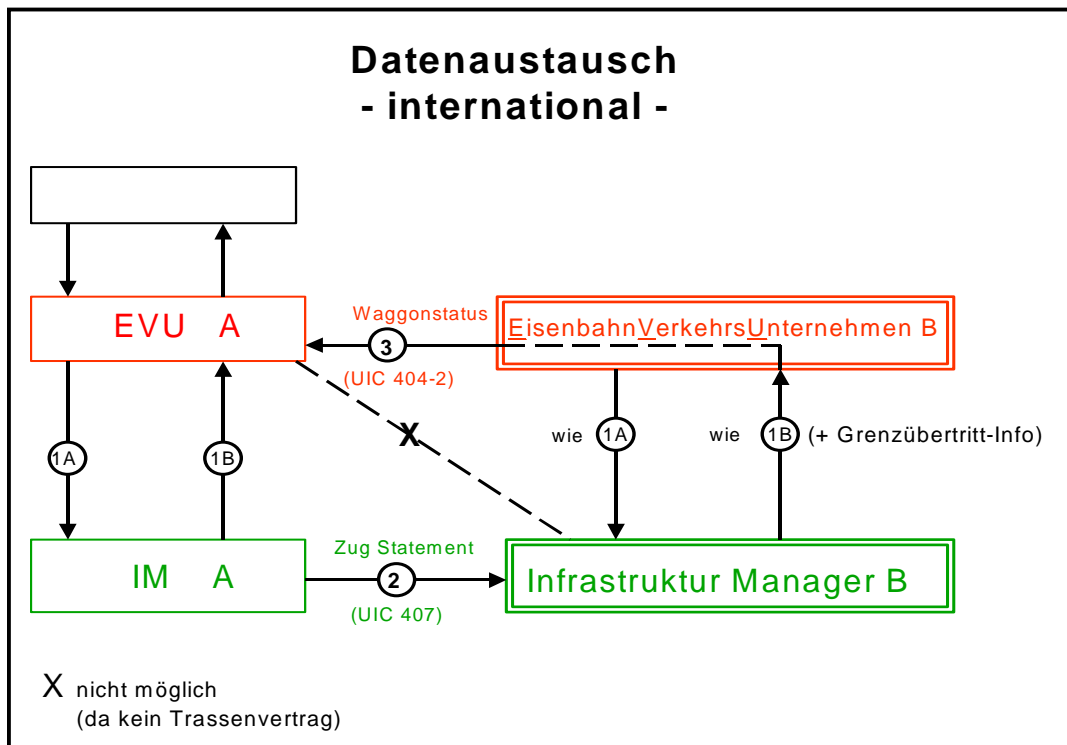 Datenaustausch
- international -
EVU A
Waggonstatus
3
(UIC 404-2)
EisenbahnVerkehrsUnternehmen B
X
wie 1A
wie 1B (+ Grenzübertritt-Info)
1A
1B
IM A
Zug Statement
2
(UIC 407)
Infrastruktur Manager B
X nicht möglich
(da kein Trassenvertrag)